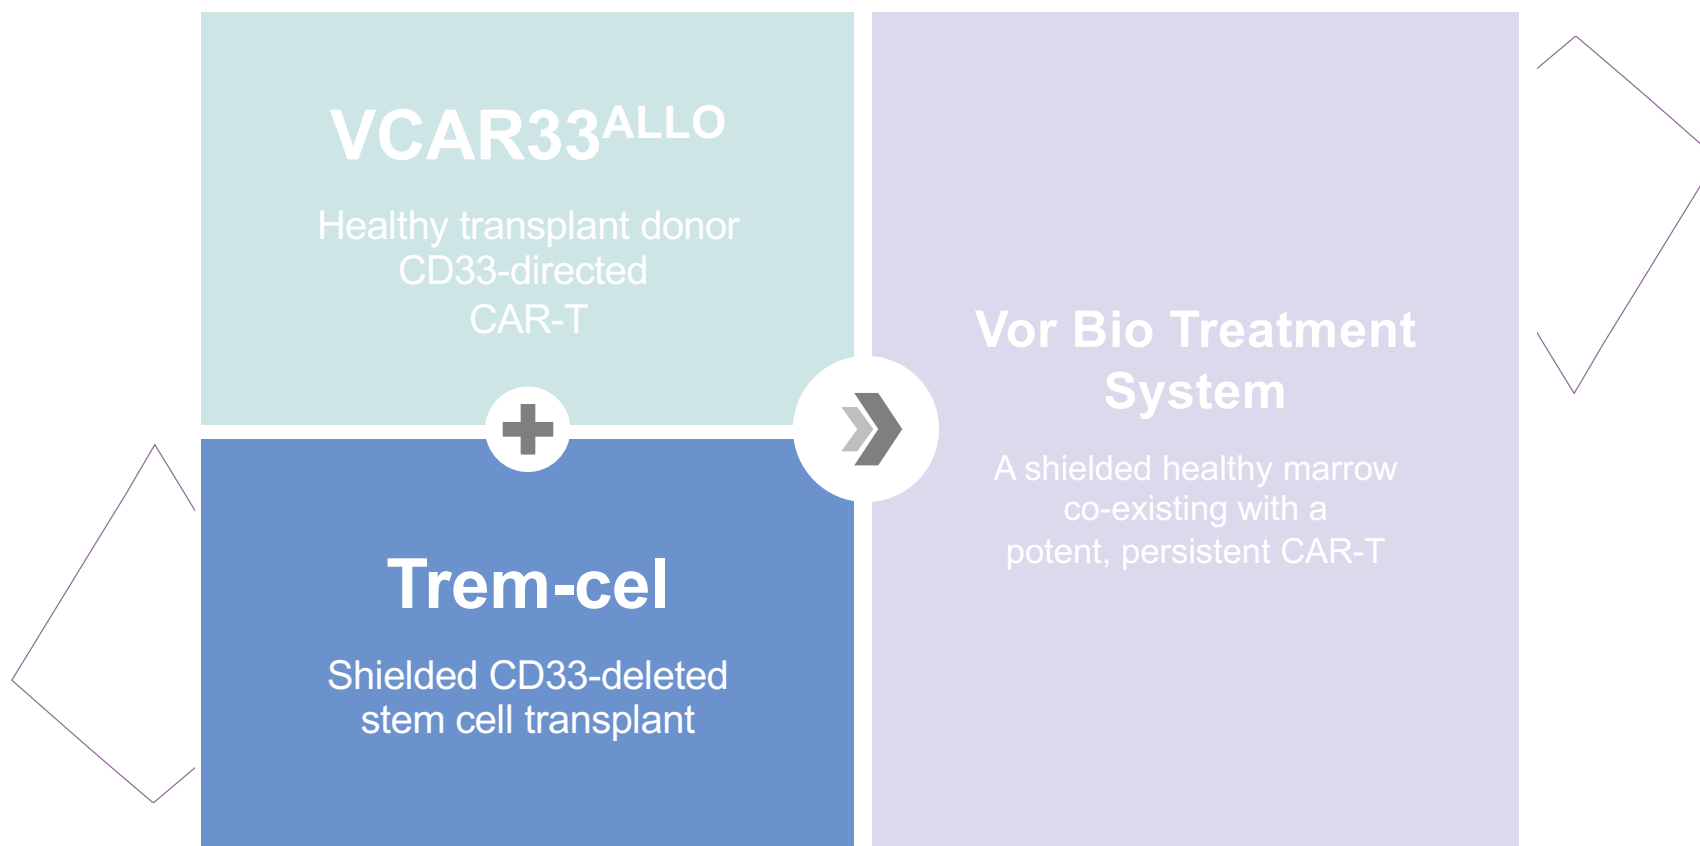 VCAR33ALLO
Healthy transplant donor
CD33-directed
CAR-T
Trem-cel
Shielded CD33-deleted
stem cell transplant
Vor Bio Treatment
System
A shielded healthy marrow
co-existing with a
potent, persistent CAR-T